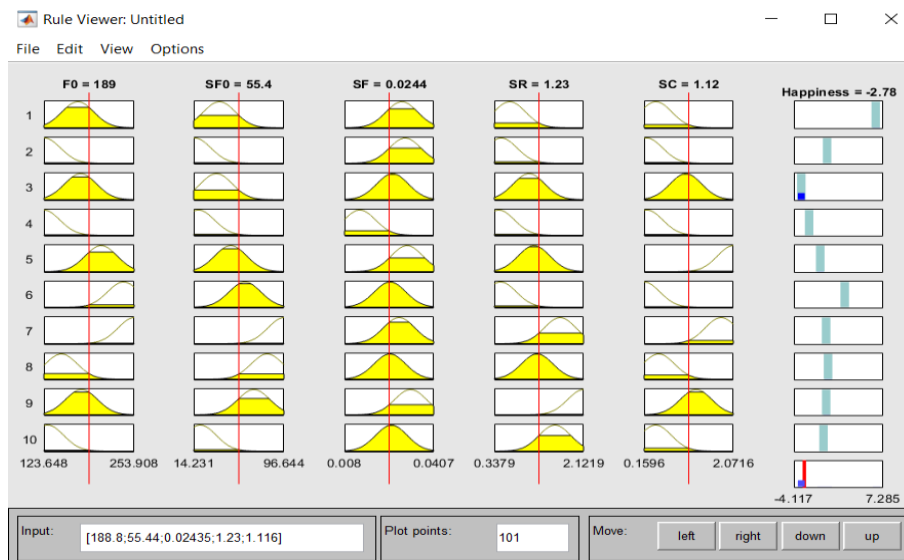 Rule Viewer: Untitled
File Edit View Options
F0 = 189 SF0 = 55.4 SF = 0.0244 SR = 1.23 SC = 1.12 Happiness = -2.78
1
2
3
4
5
6
7
8
9
10
123.648 253.908 14.231 96.644 0.008 0.0407 0.3379 2.1219 0.1596 2.0716
-4.117 7.285
Input: [188.8;55.44;0.02435;1.23;1.116] Plot points: 101 Move: left right down up